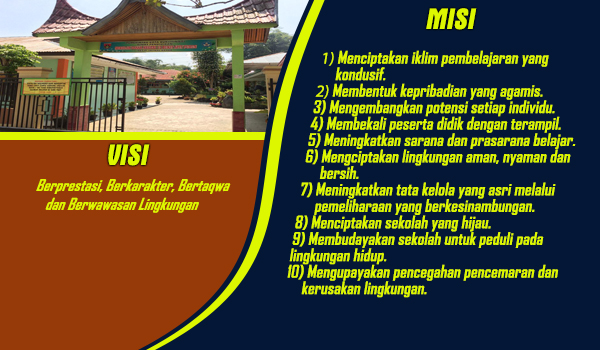 VISI
Berprestasi, Berkarakter, Bertaqwa
dan Berwawasan Lingkungan
MISI
1) Menciptakan iklim pembelajaran yang
kondusif.
2) Membentuk kepribadian yang agamis.
3) Mengembangkan potensi setiap individu.
4) Membekali peserta didik dengan terampil.
5) Meningkatkan sarana dan prasarana belajar.
6) Mengciptakan lingkungan aman, nyaman dan
bersih.
7) Meningkatkan tata kelola yang asri melalui
pemeliharaan yang berkesinambungan.
8) Menciptakan sekolah yang hijau.
9) Membudayakan sekolah untuk peduli pada
lingkungan hidup.
10) Mengupayakan pencegahan pencemaran dan
kerusakan lingkungan.